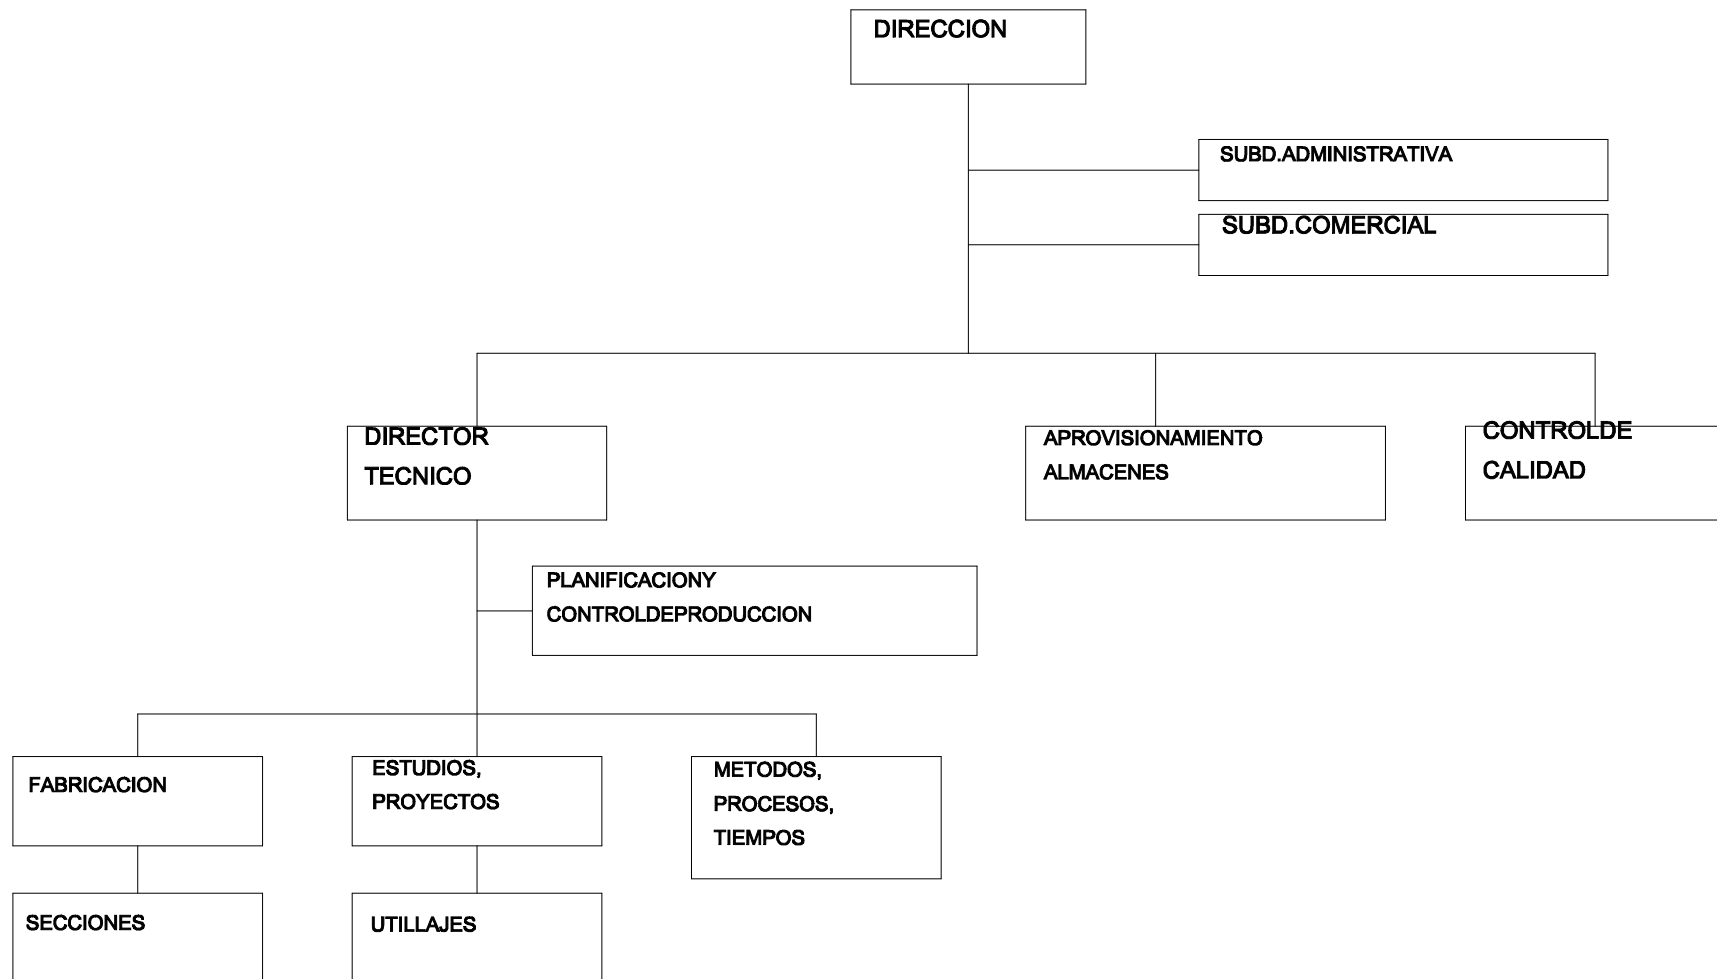 DIRECCION
SUBD.ADMINISTRATIVA
SUBD.COMERCIAL
DIRECTOR
TECNICO
APROVISIONAMIENTO
ALMACENES
CONTROLDE
CALIDAD
PLANIFICACIONY
CONTROLDEPRODUCCION
FABRICACION
ESTUDIOS,
PROYECTOS
METODOS,
PROCESOS,
TIEMPOS
SECCIONES
UTILLAJES